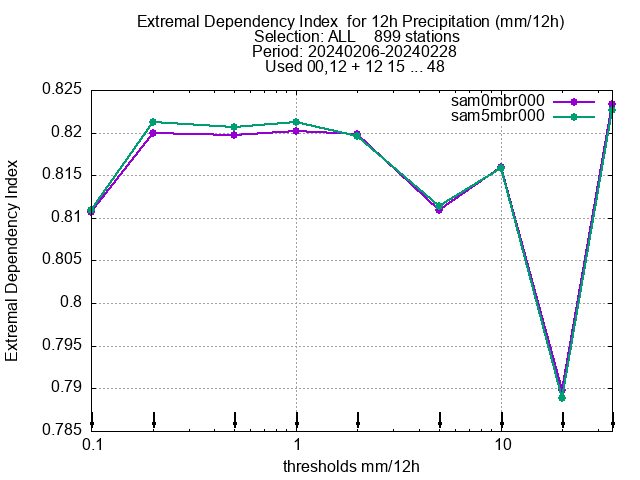 Extremal Dependency Index  for 12h Precipitation (mm/12h)
Selection: ALL    899 stations
Period: 20240206-20240228
Used 00,12 + 12 15 ... 48
sam0mbr000
sam5mbr000
0.825
0.82
0.815
0.81
0.805
0.8
0.795
0.79
0.785
Extremal Dependency Index
0.1
1
10
thresholds mm/12h